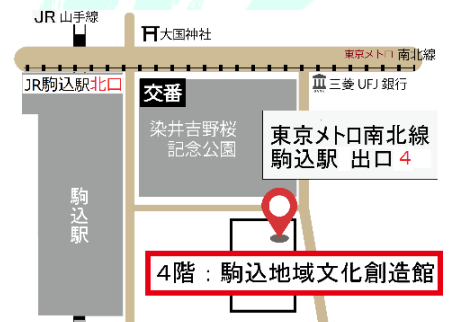 JR 山手線
大国神社
東京メトロ 南北線
JR駒込駅北口
交番
三菱 UFJ 銀行
染井吉野桜
記念公園
東京メトロ南北線
駒込駅 出口 4
駒込駅
4階：駒込地域文化創造館